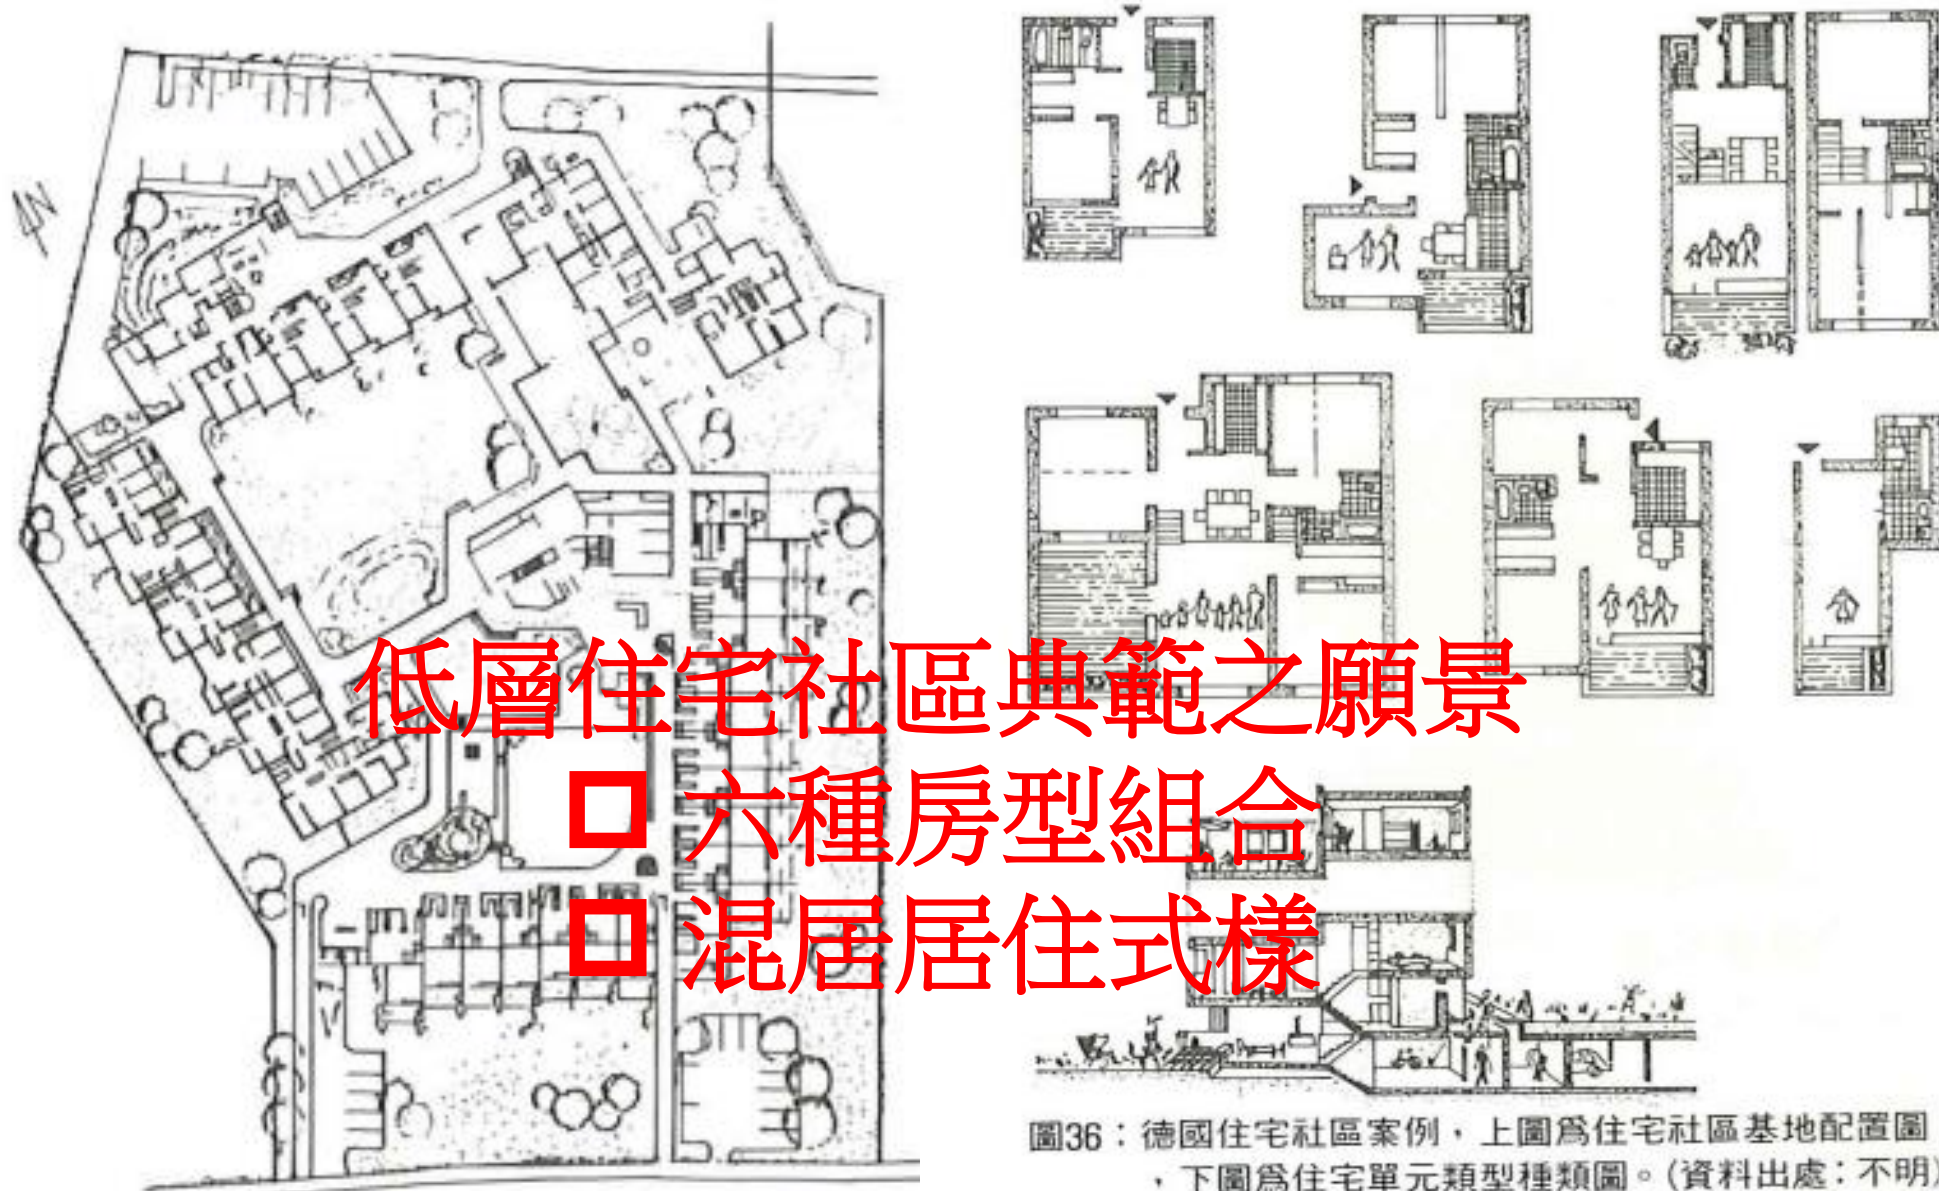 N
低層住宅社區典範之願景
六種房型組合
混居居住式樣
圖36：德國住宅社區案例，上圖爲住宅社區基地配置圖
，下圖爲住宅單元類型種類圖。(資料出處：不明)